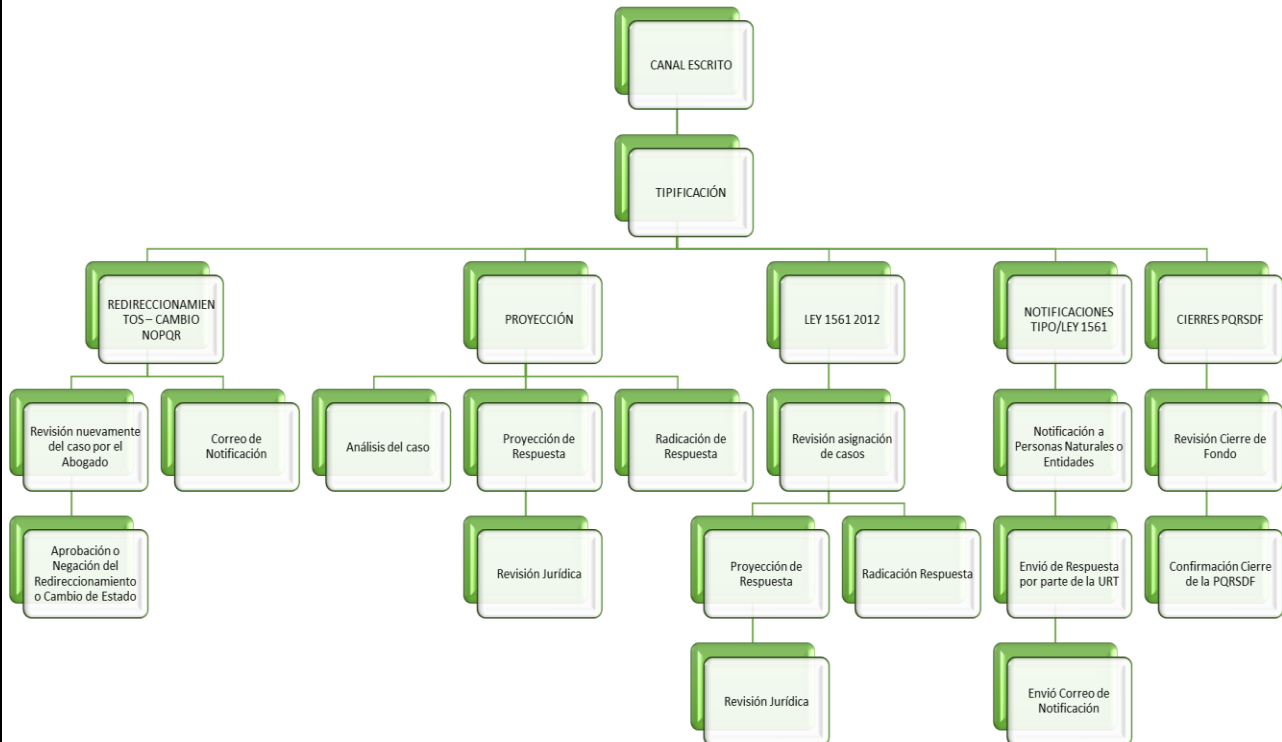 CANAL ESCRITO
TIPIFICACIÓN
REDIRECCIONAMIEN
TOS – CAMBIO
NOPQR
PROYECCIÓN
LEY 1561 2012
NOTIFICACIONES
TIPO/LEY 1561
CIERRES PQRSDF
Revisión nuevamente
del caso por el
Abogado
Correo de
Notificación
Análisis del caso
Proyección de
Respuesta
Radicación de
Respuesta
Revisión asignación
de casos
Notificación a
Personas Naturales o
Entidades
Revisión Cierre de
Fondo
Aprobación o
Negación del
Redireccionamiento
o Cambio de Estado
Revisión Jurídica
Proyección de
Respuesta
Radicación Respuesta
Envió de Respuesta
por parte de la URT
Confirmación Cierre
de la PQRSDF
Revisión Jurídica
Envió Correo de
Notificación